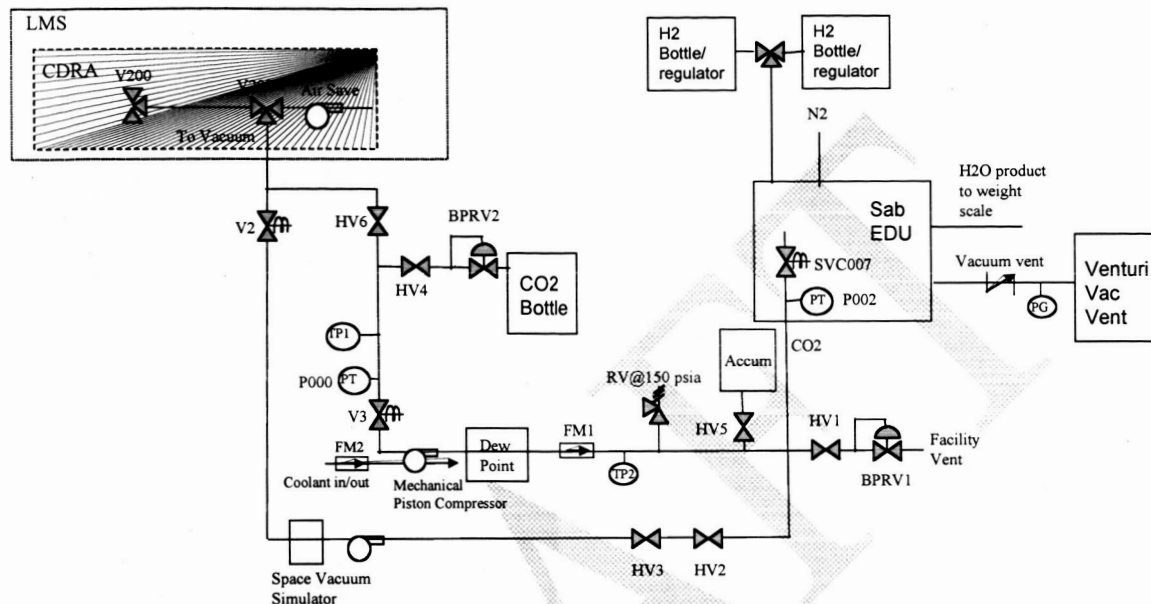 LMS
CDRA
V200
Air Save
To Vacuum
H2
Bottle/
regulator
H2
Bottle/
regulator
N2
H2O product
to weight
scale
Sab
EDU
SVC007
PT
P002
Vacuum vent
PG
Venturi
Vac
Vent
CO2
V2
HV6
BPRV2
HV4
CO2
Bottle
TP1
P000
PT
V3
RV@150 psia
Accum
HV5
HV1
Facility
Vent
BPRV1
FM2
Coolant in/out
Mechanical
Piston Compressor
Dew
Point
FM1
TP2
Space Vacuum
Simulator
HV3
HV2